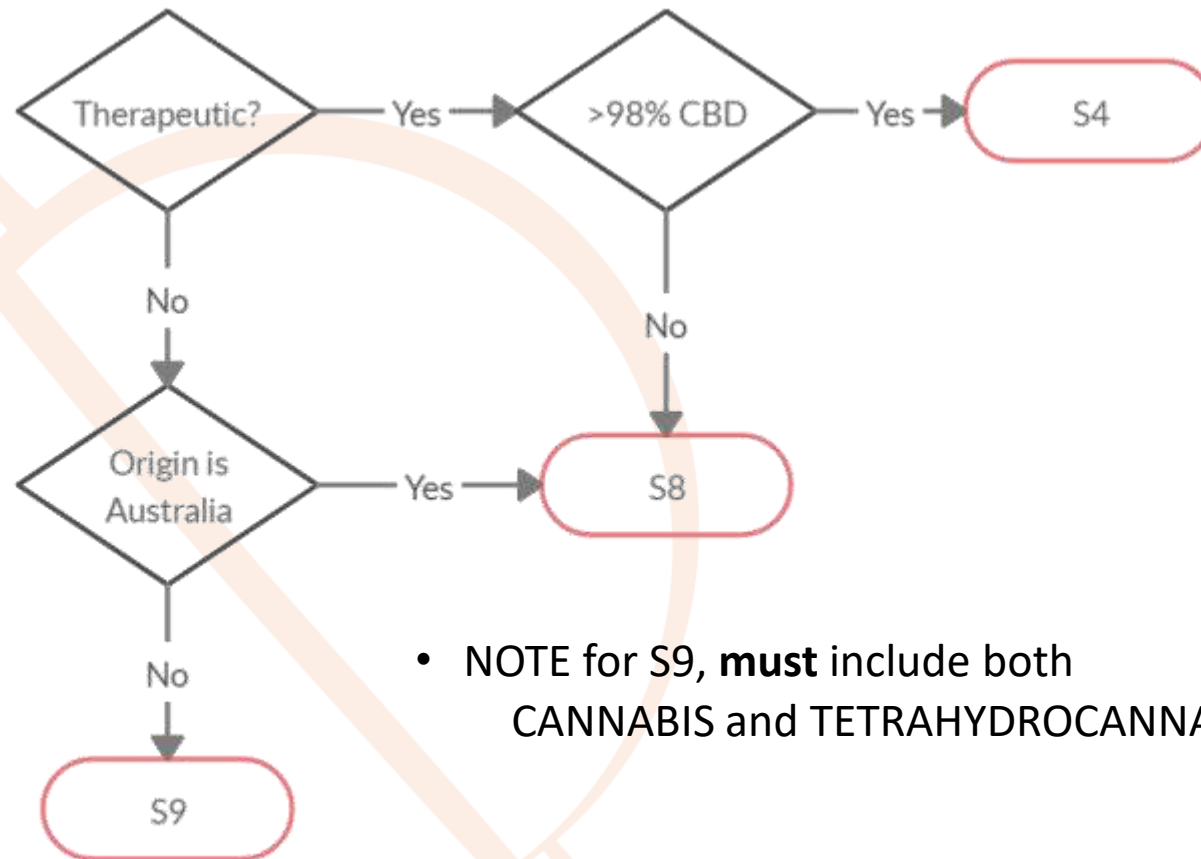 Therapeutic?
Yes
>98% CBD
Yes
S4
No
No
Origin is
Australia
Yes
S8
No
• NOTE for S9, must include both
CANNABIS and TETRAHYDROCANNA
S9